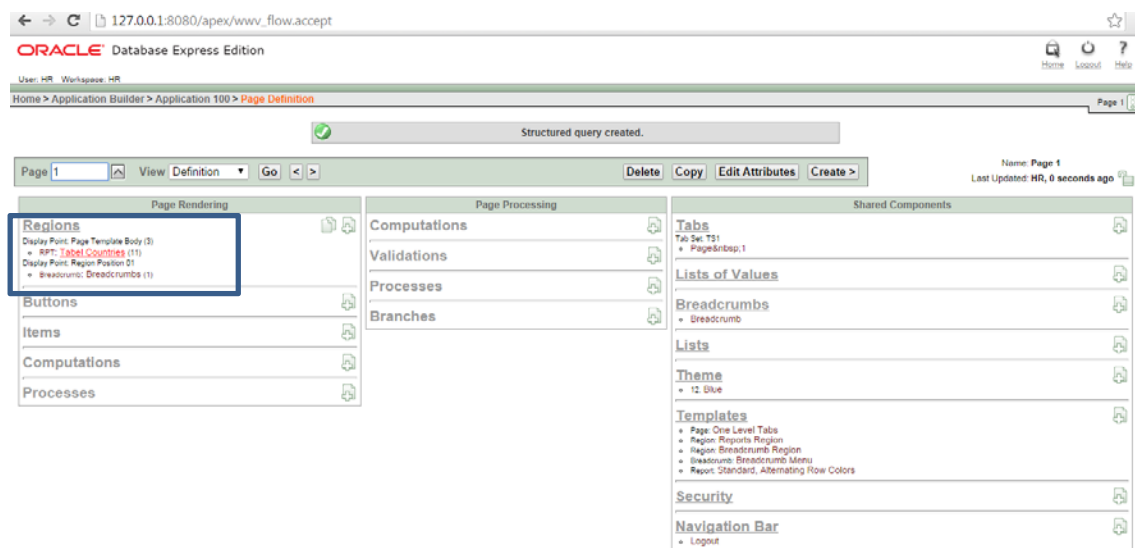 127.0.0.1:8080/apex/wwv_flow.accept
ORACLE Database Express Edition
Home Logout Help
User: HR Workspace: HR
Home > Application Builder > Application 100 > Page Definition
Page 1
Structured query created.
Page 1 View Definition Go < > Delete Copy Edit Attributes Create >
Name: Page 1
Last Updated: HR, 0 seconds ago
Page Rendering
Regions
Display Point: Page Template Body (3)
RPT: Tabel Countries (11)
Display Point: Region Position 01
Breadcrumb: Breadcrumbs (1)
Buttons
Items
Computations
Processes
Page Processing
Computations
Validations
Processes
Branches
Shared Components
Tabs
Tab Set: TS1
Page&nbsp;1
Lists of Values
Breadcrumbs
Breadcrumb
Lists
Theme
12. Blue
Templates
Page: One Level Tabs
Region: Reports Region
Region: Breadcrumb Region
Breadcrumb: Breadcrumb Menu
Report: Standard, Alternating Row Colors
Security
Navigation Bar
Logout